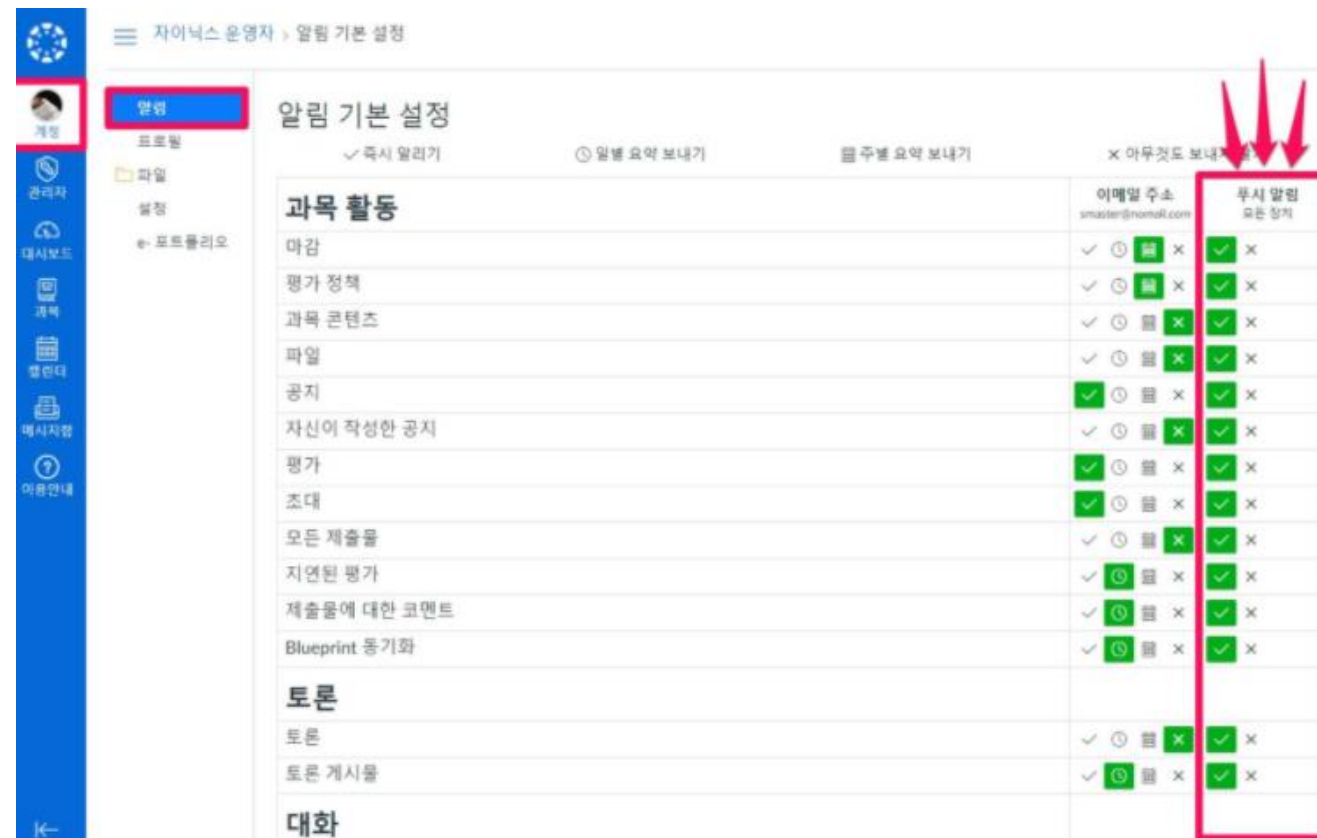 자이닉스 운영자 › 알림 기본 설정
계정
관리자
대시보드
과목
캘린더
메시지함
이용안내
알림
프로필
파일
설정
e- 포트폴리오
알림 기본 설정
즉시 알리기 일별 요약 보내기 주별 요약 보내기 아무것도 보내지
과목 활동 이메일 주소 푸시 알림
smaster@nomail.com 모든 장치
마감
평가 정책
과목 콘텐츠
파일
공지
자신이 작성한 공지
평가
초대
모든 제출물
지연된 평가
제출물에 대한 코멘트
Blueprint 동기화
토론
토론
토론 게시물
대화